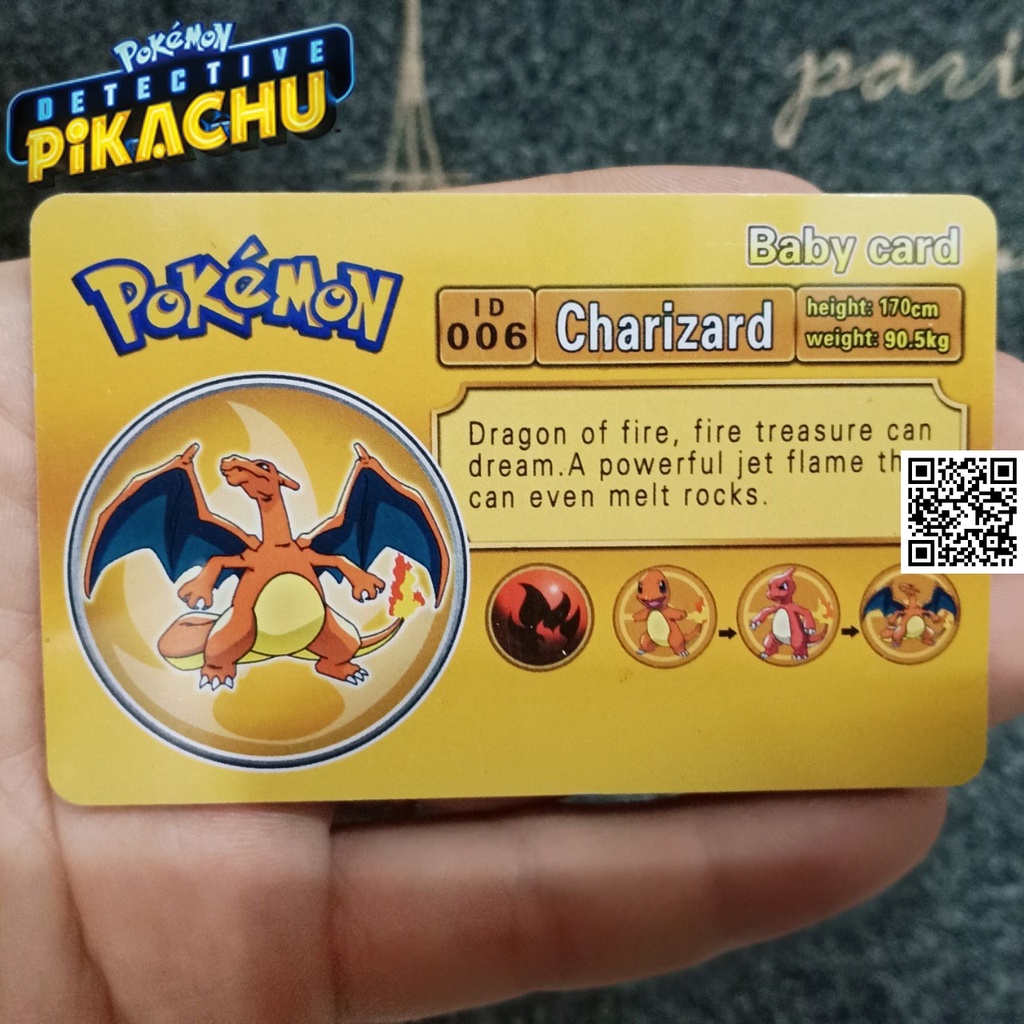 POKéMON
DETECTIVE
PiKACHU
pari
POKéMON
Baby card
ID
006
Charizard
height: 170cm
weight: 90.5kg
Dragon of fire, fire treasure can
dream.A powerful jet flame th
can even melt rocks.